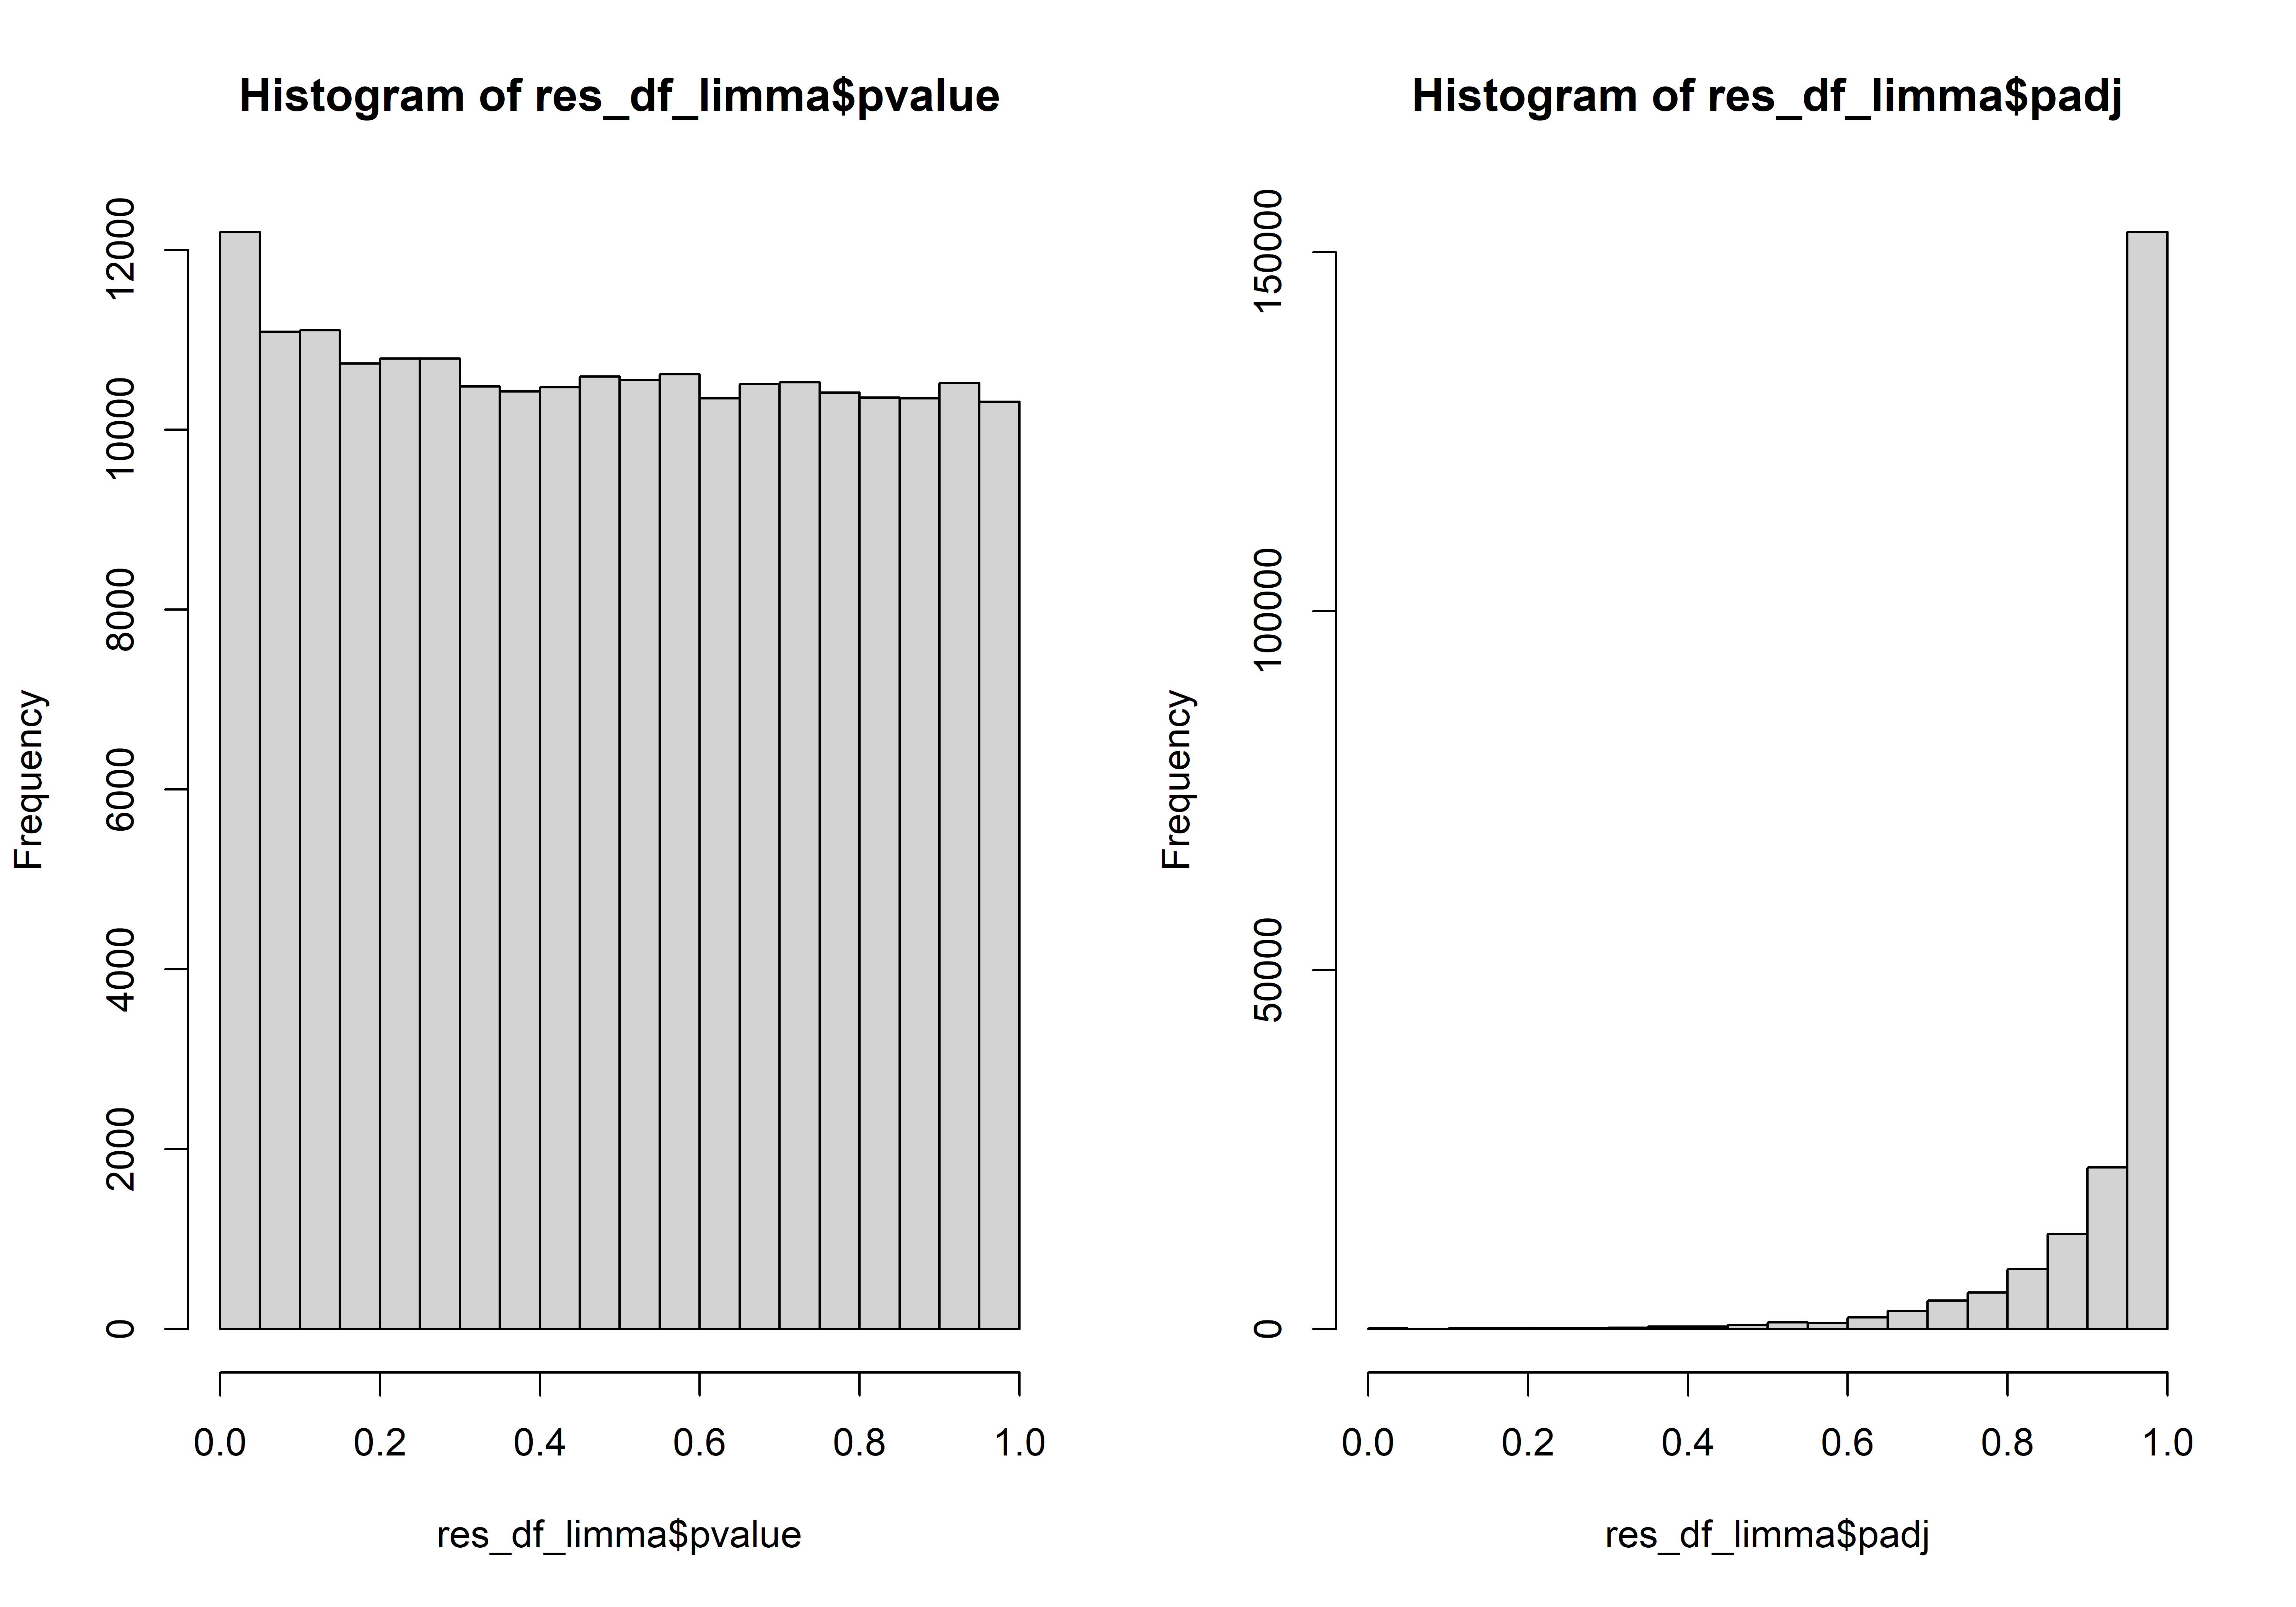 Histogram of res_df_limma$pvalue
Frequency
0
2000
4000
6000
8000
10000
12000
0.0 0.2 0.4 0.6 0.8 1.0
res_df_limma$pvalue
Histogram of res_df_limma$padj
Frequency
0
50000
100000
150000
0.0 0.2 0.4 0.6 0.8 1.0
res_df_limma$padj